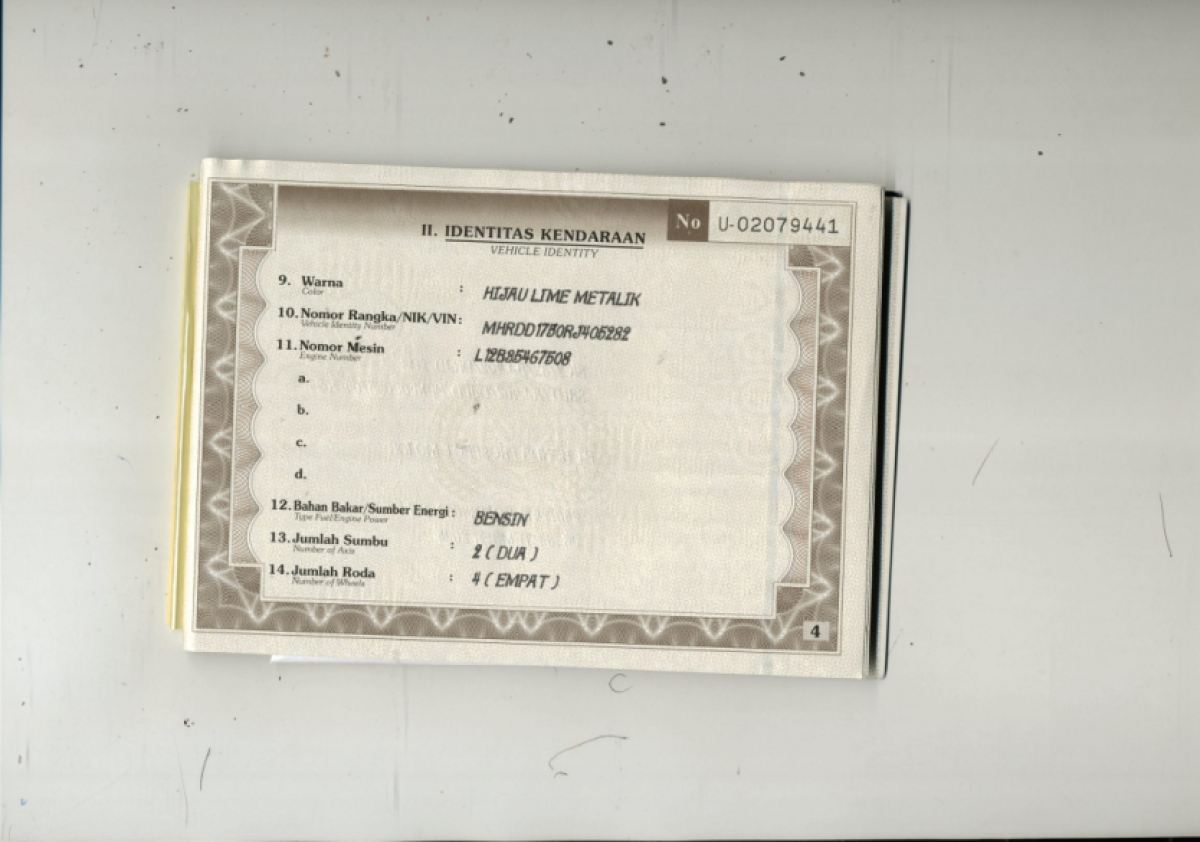 No U-02079441
II. IDENTITAS KENDARAAN
VEHICLE IDENTITY
9. Warna : HIJAU LIME METALIK
Color
10. Nomor Rangka/NIK/VIN : MHRDD1750RJ405282
Vehicle Identity Number
11. Nomor Mesin : L12B35467508
Engine Number
a.
b.
c.
d.
12. Bahan Bakar/Sumber Energi : BENSIN
Type Fuel/Engine Power
13. Jumlah Sumbu : 2 ( DUA )
Number of Axis
14. Jumlah Roda : 4 ( EMPAT )
Number of Wheels
4